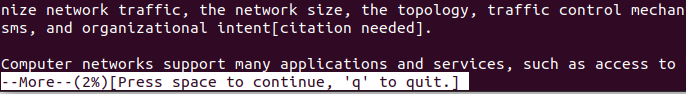 nize network traffic, the network size, the topology, traffic control mechan
sms, and organizational intent[citation needed].
Computer networks support many applications and services, such as access to
--More--(2%)[Press space to continue, 'q' to quit.]